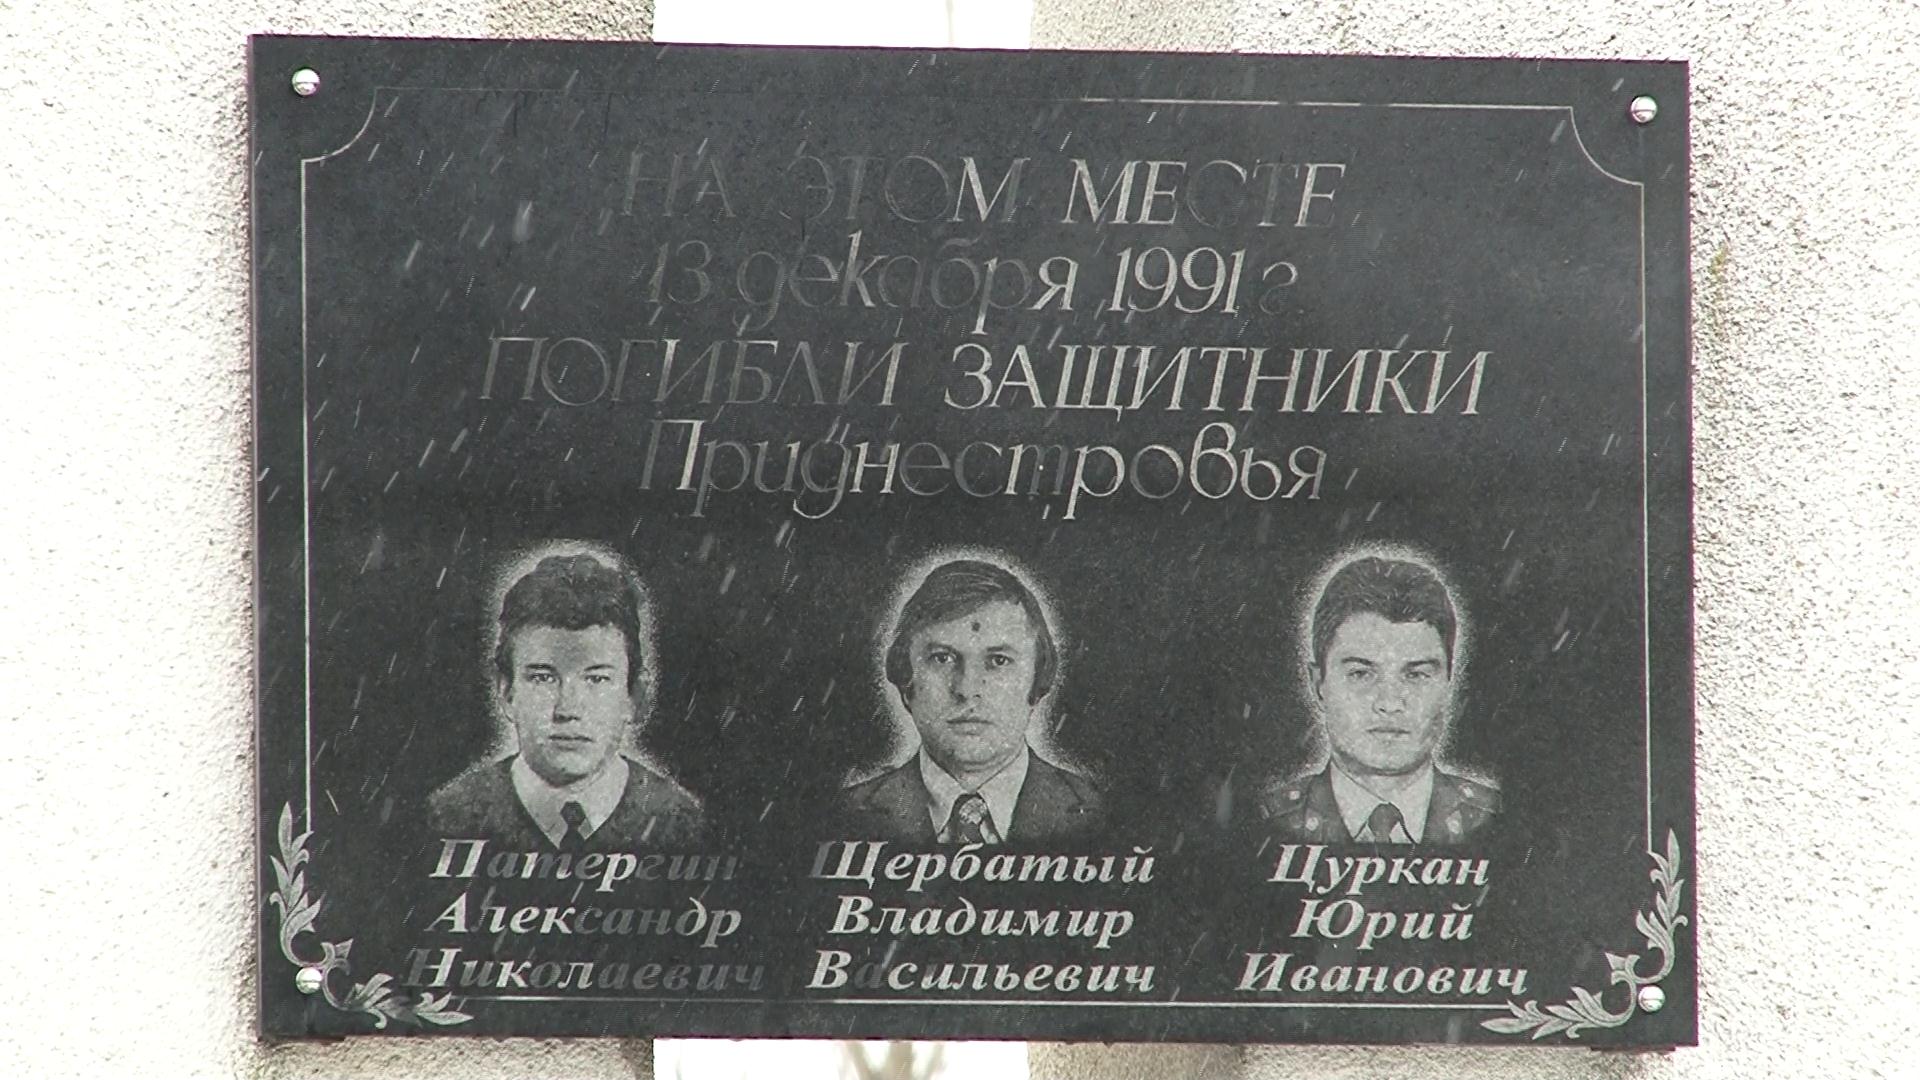 НА ЭТОМ МЕСТЕ
13 декабря 1991 г.
ПОГИБЛИ ЗАЩИТНИКИ
Приднестровья
Патергин Щербатый Цуркан
Александр Владимир Юрий
Николаевич Васильевич Иванович